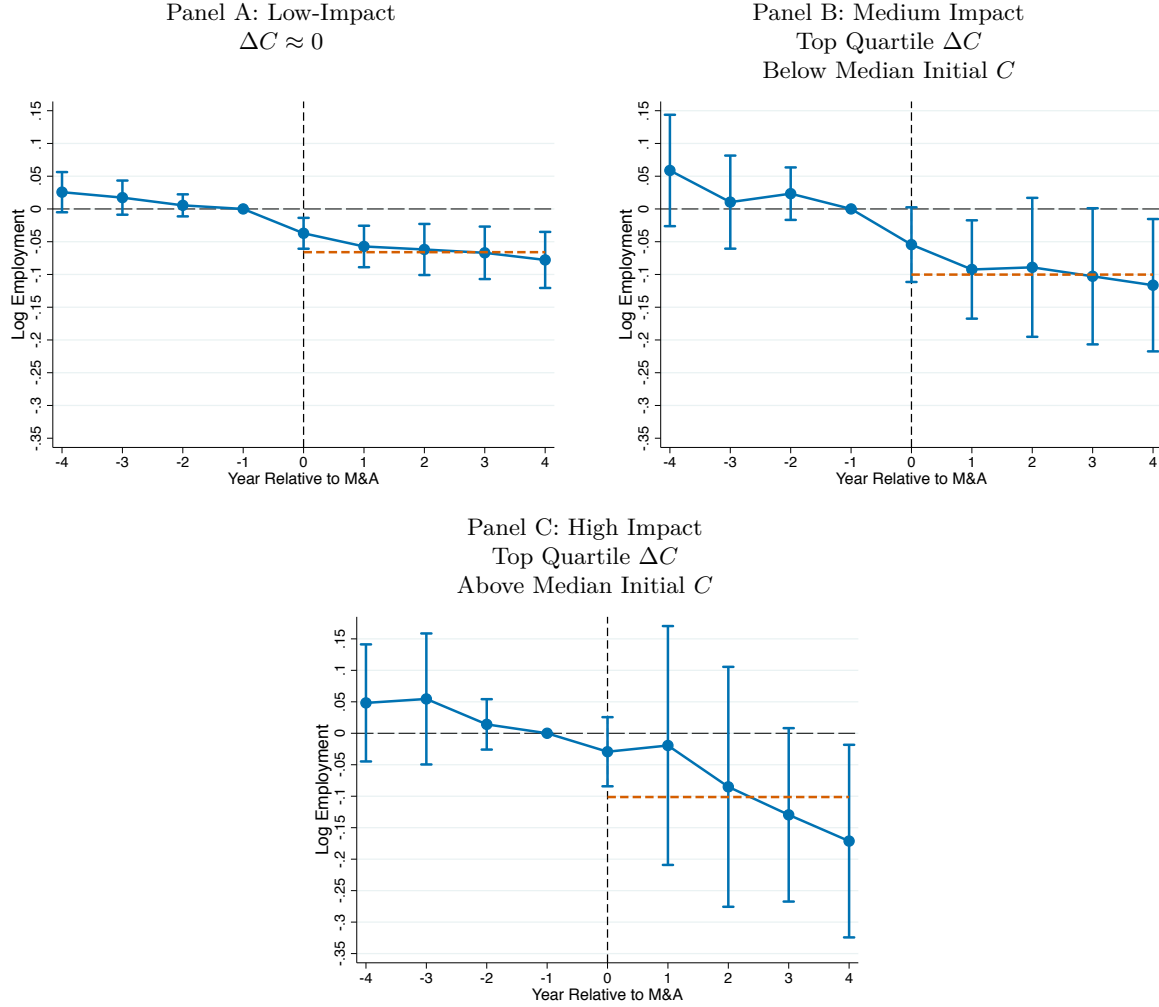 Panel A: Low-Impact
ΔC ≈ 0
.15
.1
.05
0
-.05
-.1
-.15
-.2
-.25
-.3
-.35
Log Employment
-4 -3 -2 -1 0 1 2 3 4
Year Relative to M&A
Panel B: Medium Impact
Top Quartile ΔC
Below Median Initial C
.15
.1
.05
0
-.05
-.1
-.15
-.2
-.25
-.3
-.35
Log Employment
-4 -3 -2 -1 0 1 2 3 4
Year Relative to M&A
Panel C: High Impact
Top Quartile ΔC
Above Median Initial C
.15
.1
.05
0
-.05
-.1
-.15
-.2
-.25
-.3
-.35
Log Employment
-4 -3 -2 -1 0 1 2 3 4
Year Relative to M&A